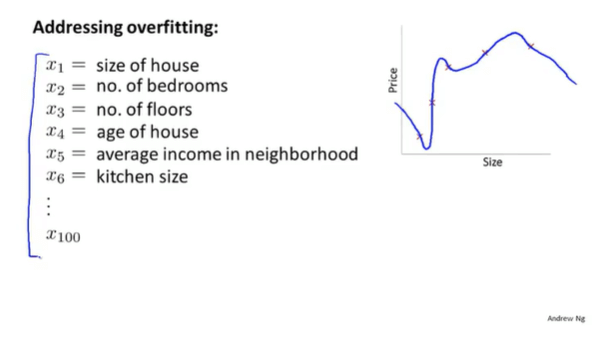 Addressing overfitting:
x₁ = size of house
x₂ = no. of bedrooms
x₃ = no. of floors
x₄ = age of house
x₅ = average income in neighborhood
x₆ = kitchen size
⋮
x₁₀₀
Price
Size
Andrew Ng